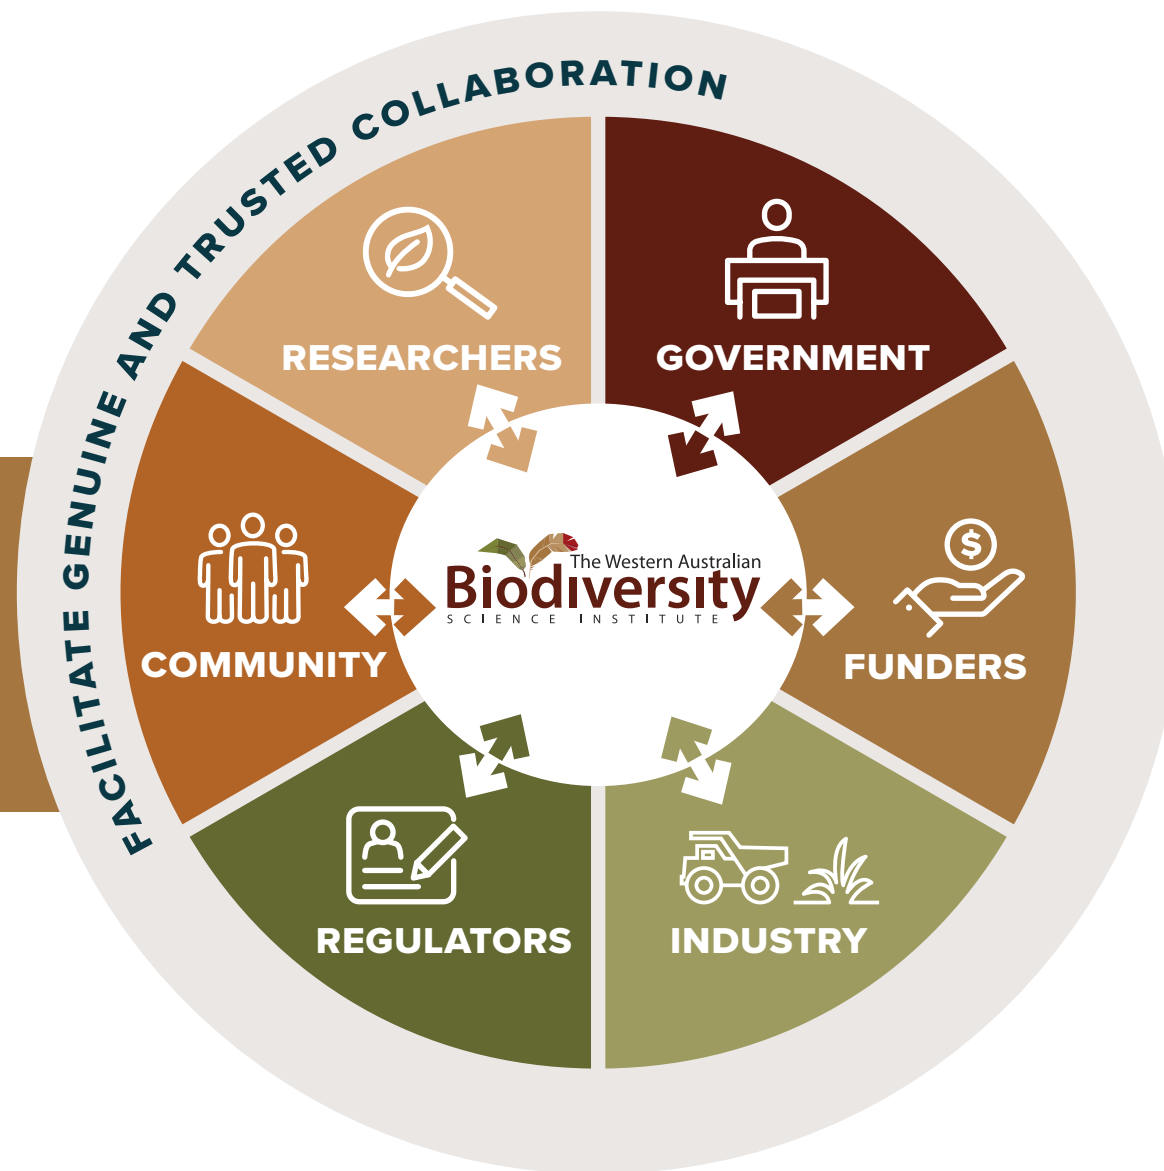 FACILITATE GENUINE AND TRUSTED COLLABORATION
RESEARCHERS
GOVERNMENT
COMMUNITY
The Western Australian
Biodiversity
SCIENCE INSTITUTE
$
FUNDERS
REGULATORS
INDUSTRY